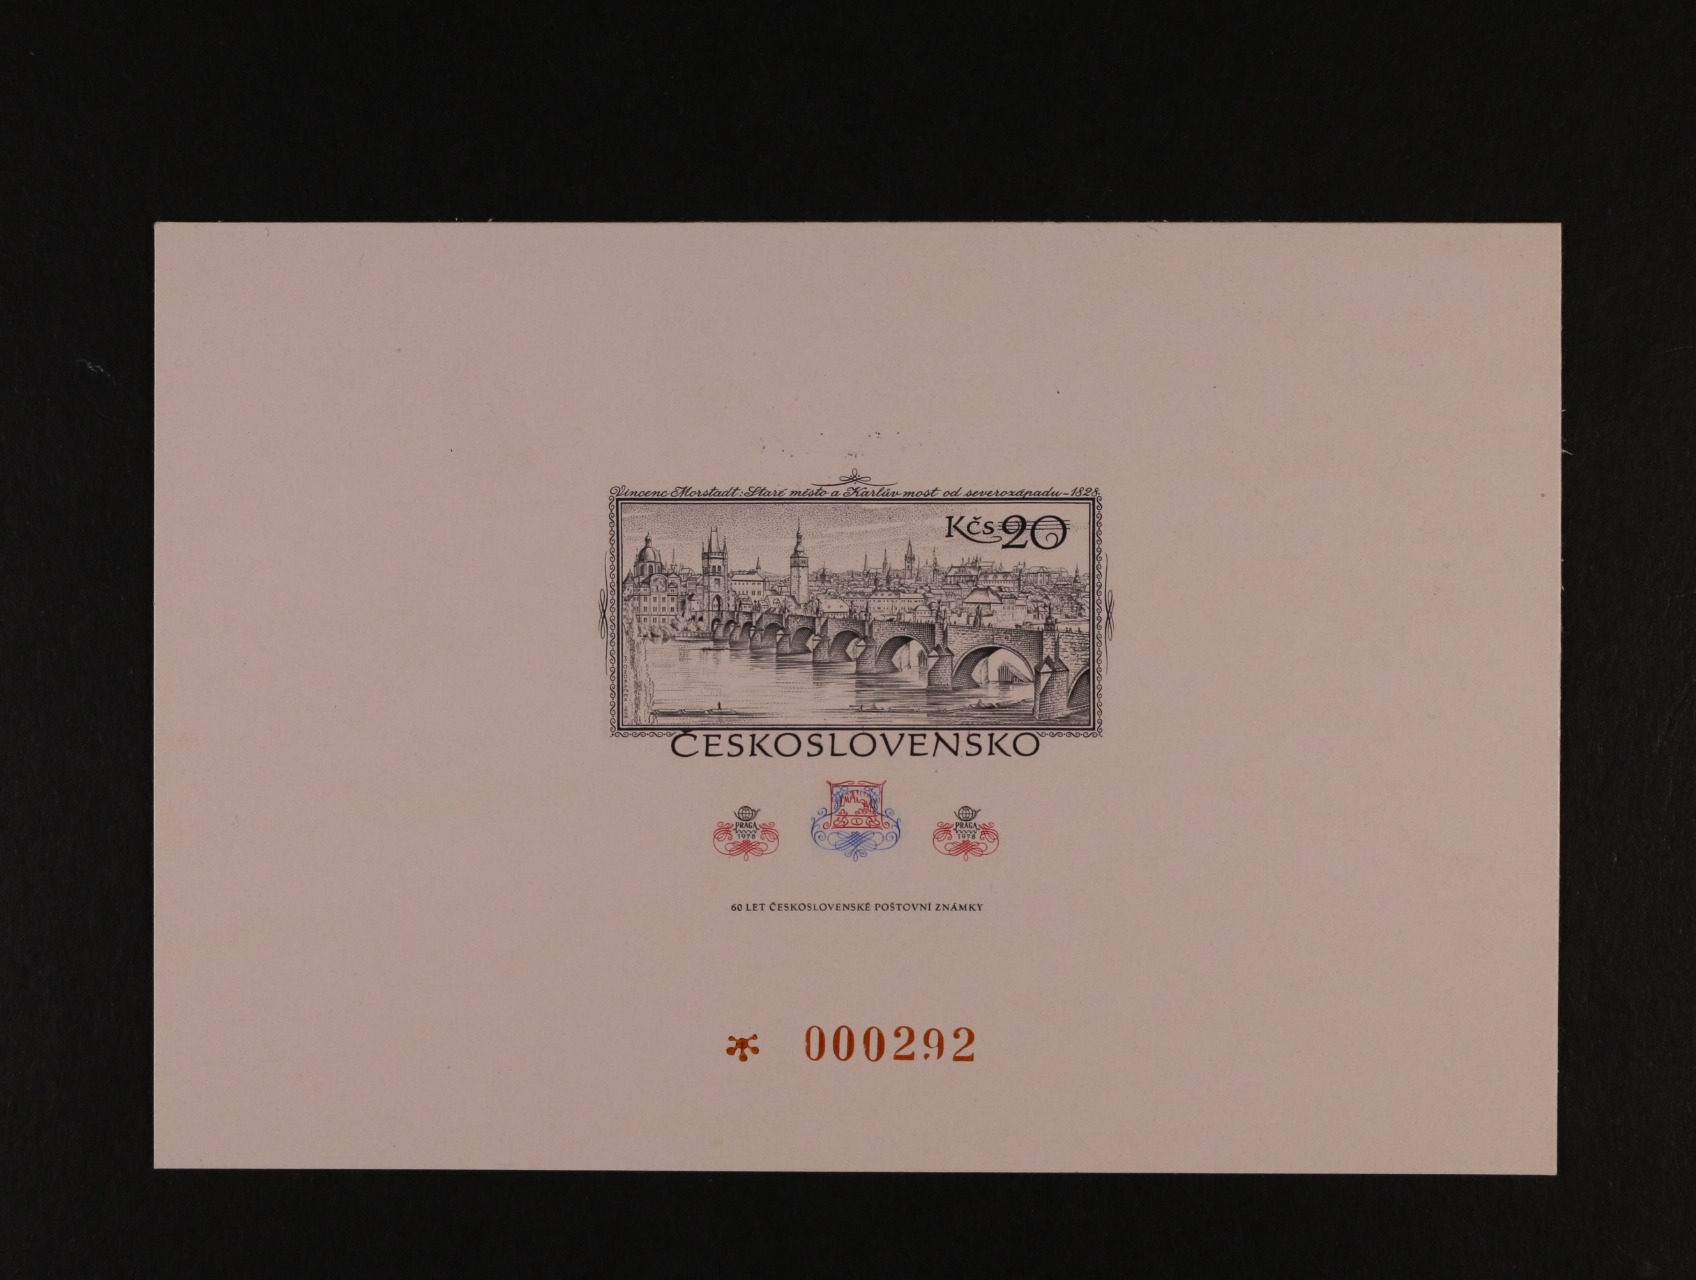 Vincenc Morstadt: Staré město a Karlův most od severozápadu – 1828.
Kčs 20
ČESKOSLOVENSKO
PRAGA 1978
PRAGA 1978
60 LET ČESKOSLOVENSKÉ POŠTOVNÍ ZNÁMKY
* 000292